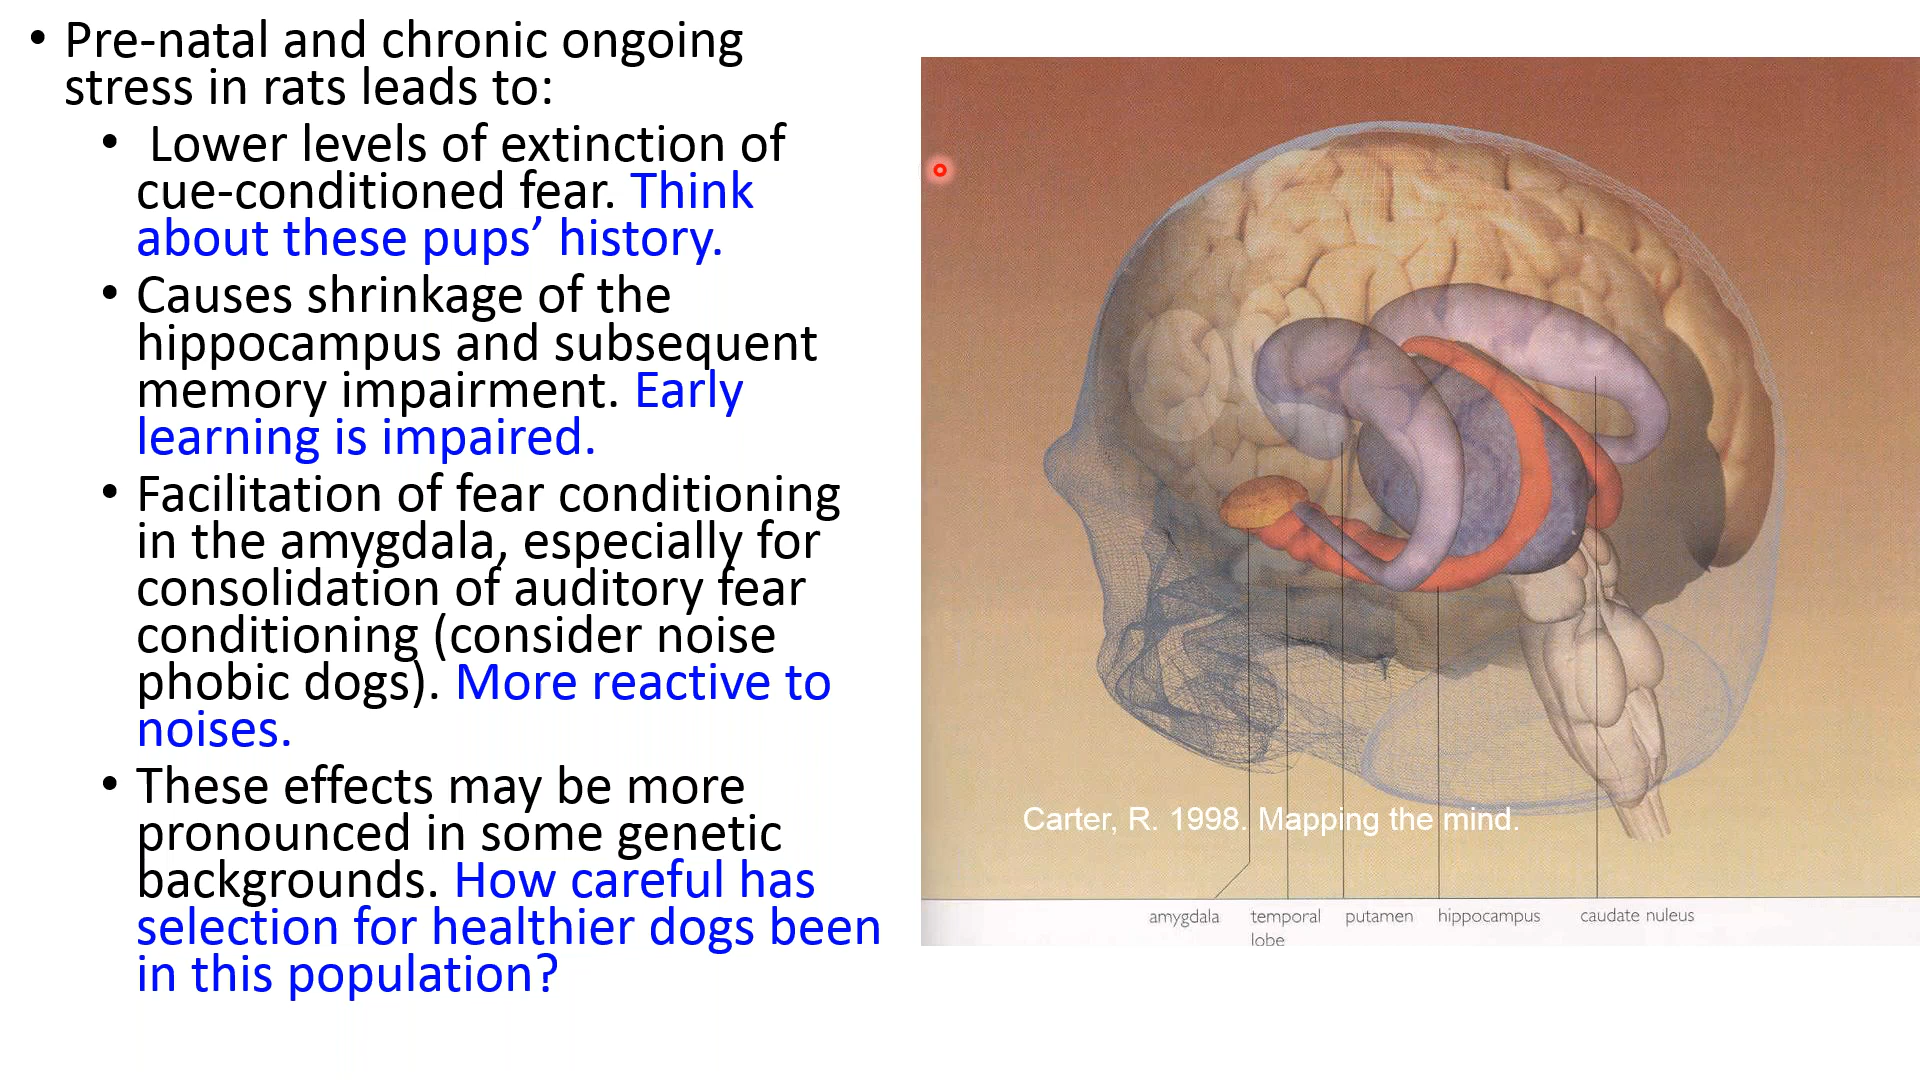 • Pre-natal and chronic ongoing
stress in rats leads to:
• Lower levels of extinction of
cue-conditioned fear. Think
about these pups’ history.
• Causes shrinkage of the
hippocampus and subsequent
memory impairment. Early
learning is impaired.
• Facilitation of fear conditioning
in the amygdala, especially for
consolidation of auditory fear
conditioning (consider noise
phobic dogs). More reactive to
noises.
• These effects may be more
pronounced in some genetic
backgrounds. How careful has
selection for healthier dogs been
in this population?
Carter, R. 1998. Mapping the mind.
amygdala temporal putamen hippocampus caudate nuleus
lobe